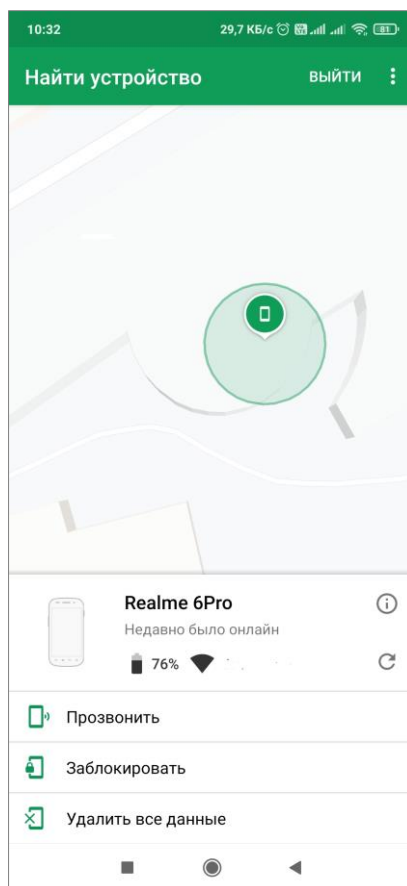 10:32 29,7 КБ/с 81
Найти устройство ВЫЙТИ
Realme 6Pro
Недавно было онлайн
76%
Прозвонить
Заблокировать
Удалить все данные